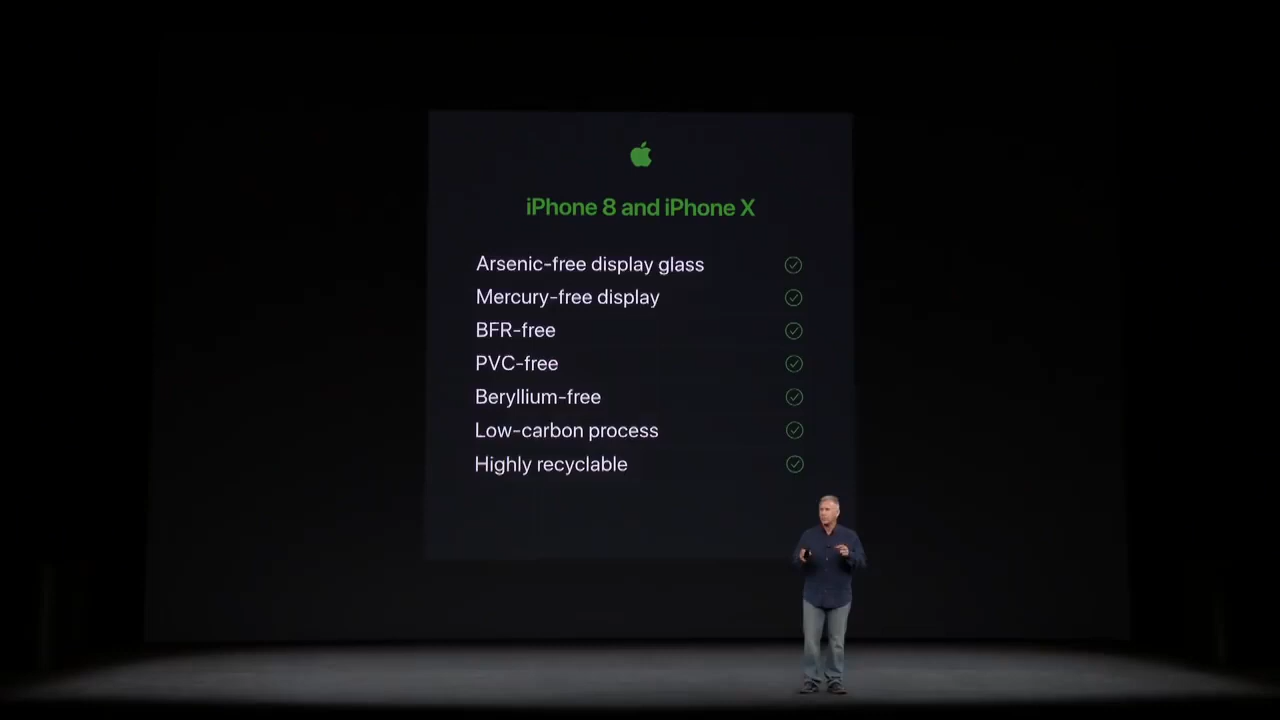 iPhone 8 and iPhone X
Arsenic-free display glass
Mercury-free display
BFR-free
PVC-free
Beryllium-free
Low-carbon process
Highly recyclable